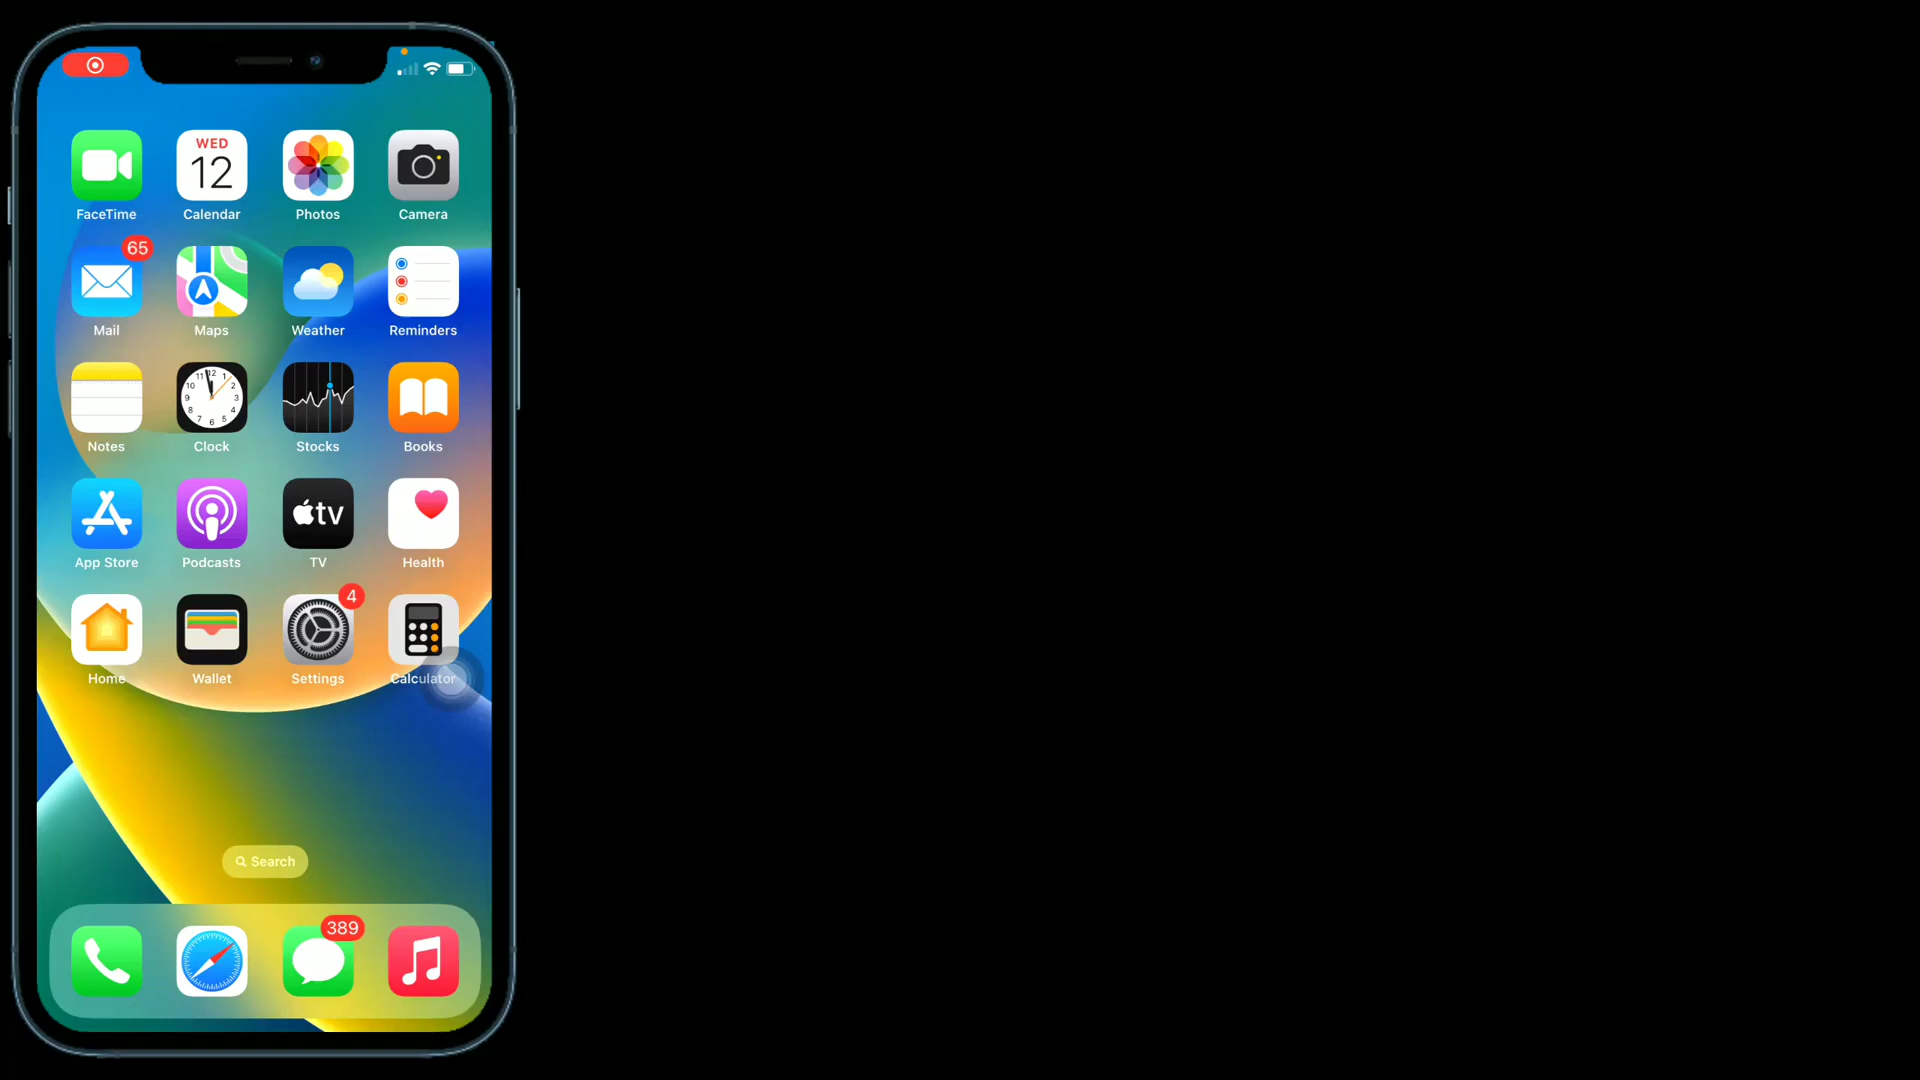 WED
12
FaceTime Calendar Photos Camera
65
Mail Maps Weather Reminders
Notes Clock Stocks Books
tv
App Store Podcasts TV Health
4
Home Wallet Settings Calculator
Search
389